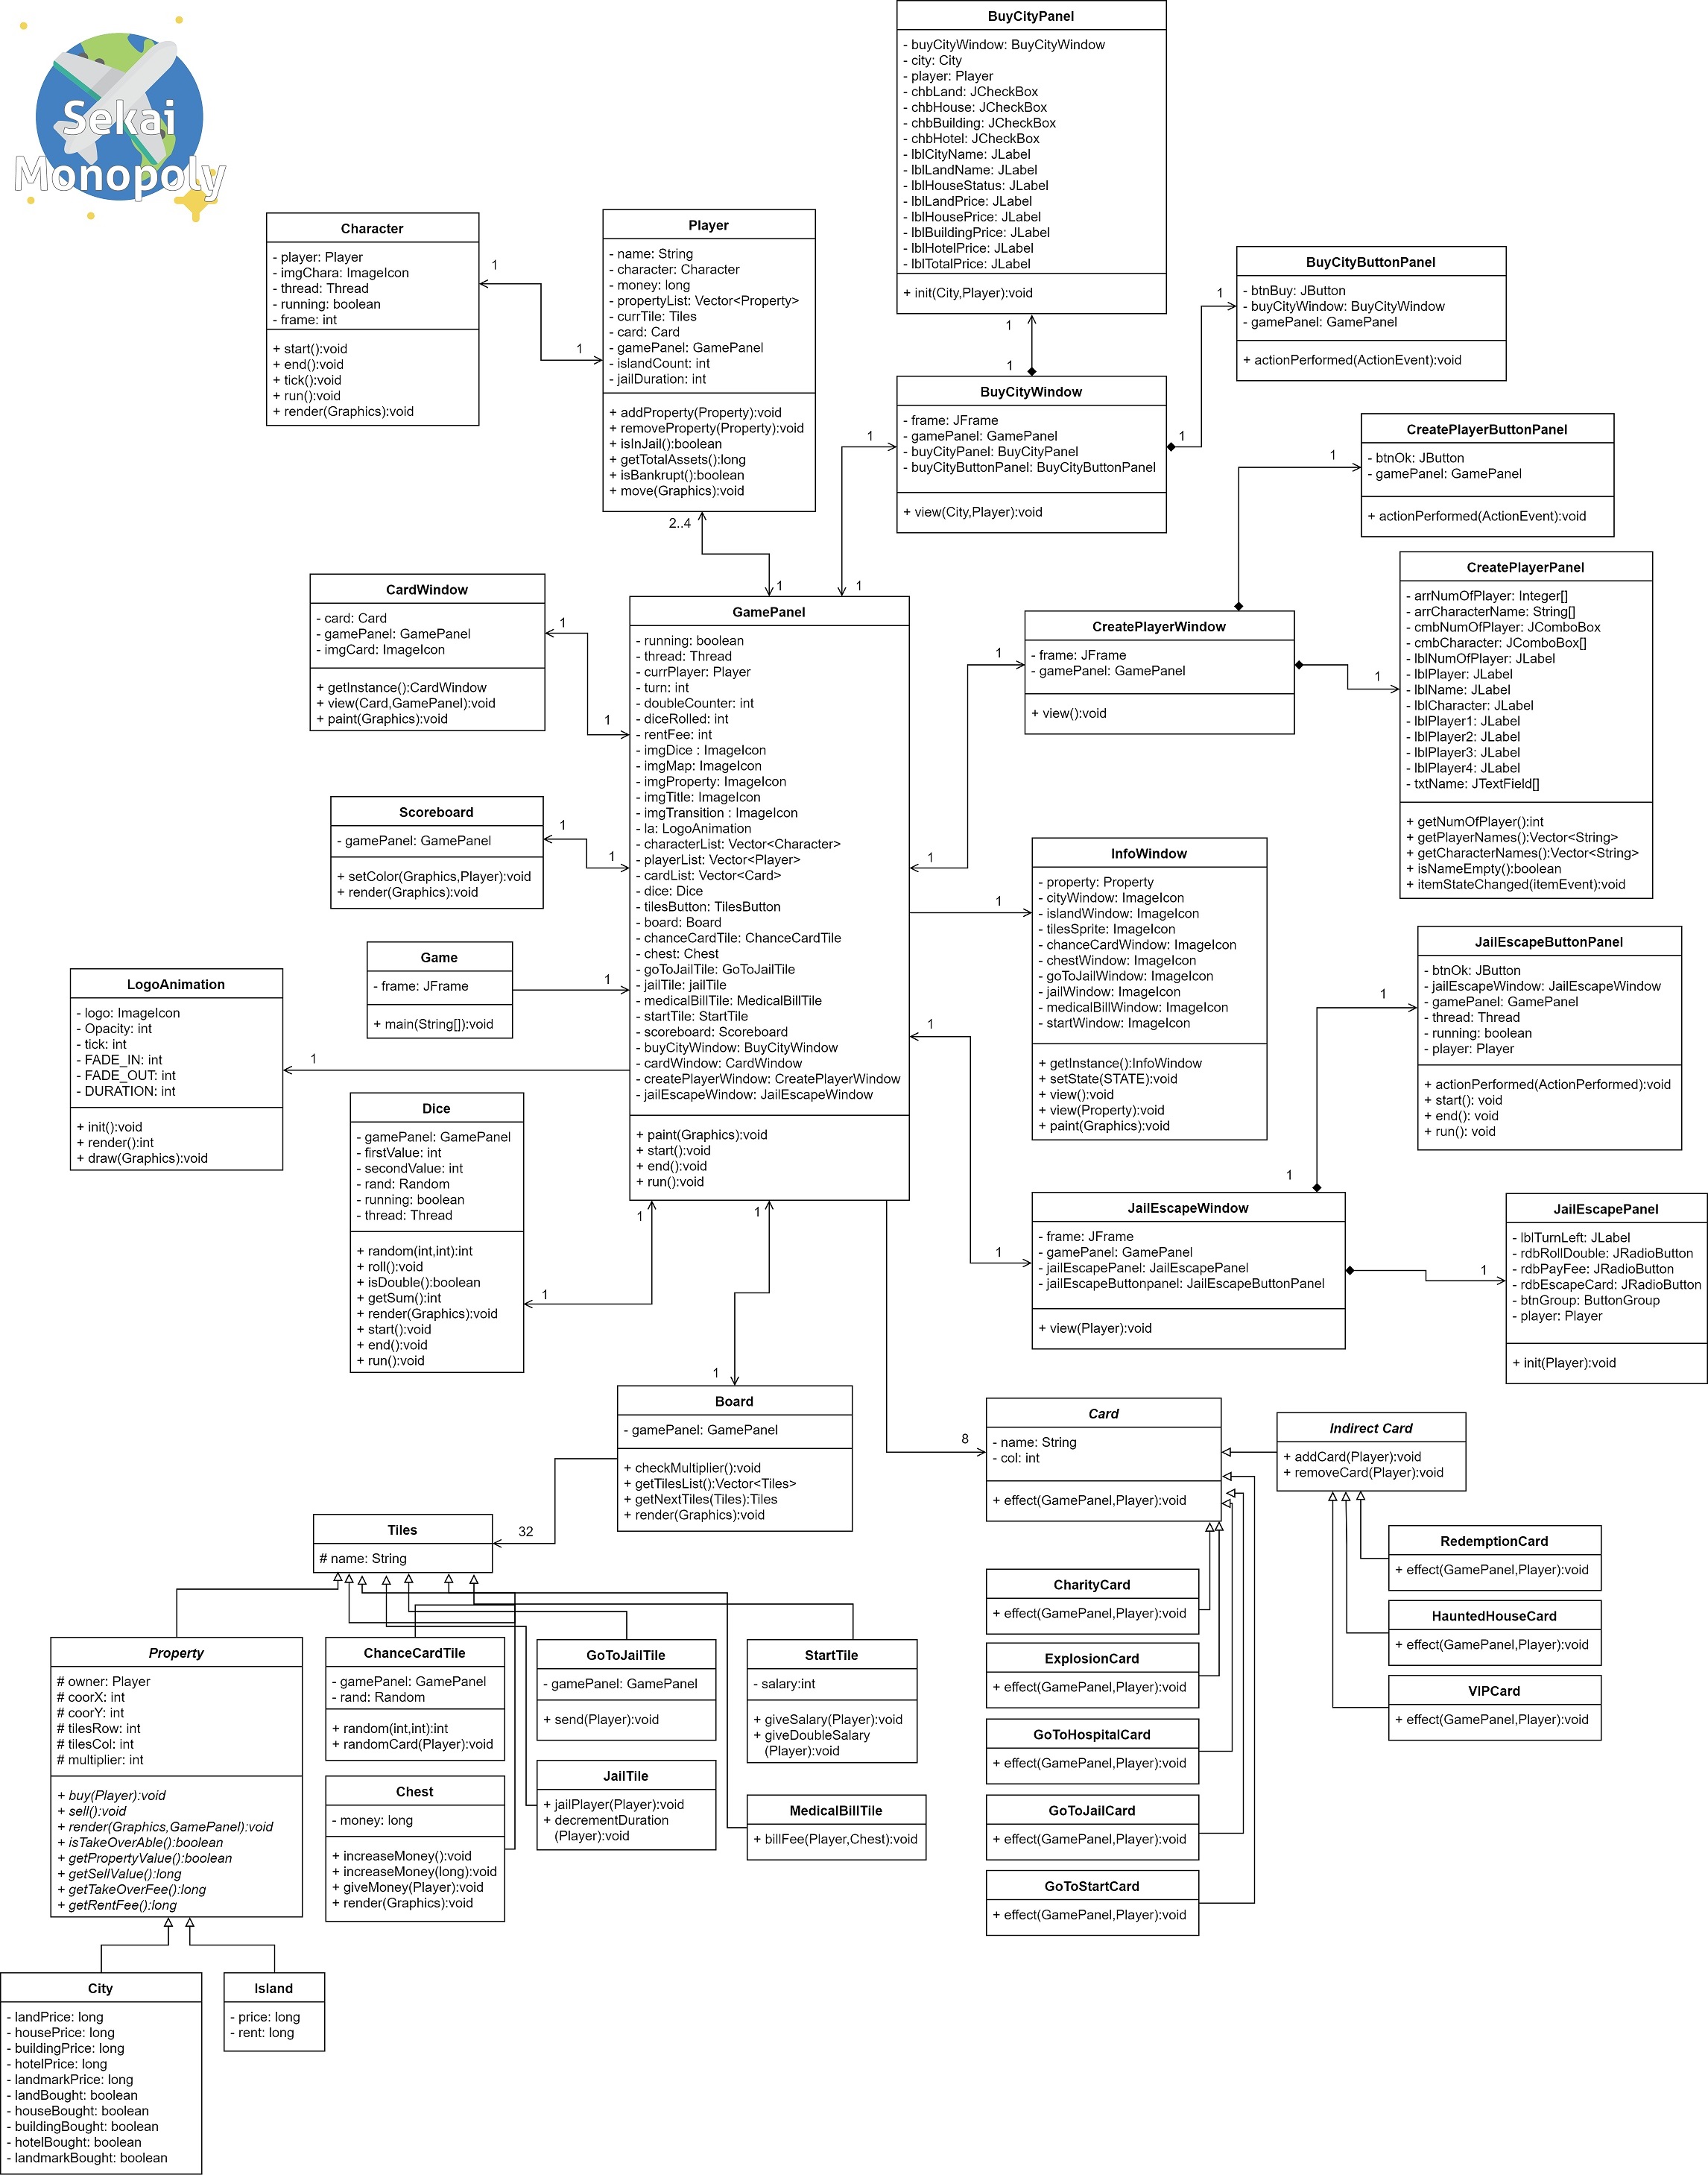 Sekai
Monopoly
BuyCityPanel
- buyCityWindow: BuyCityWindow
- city: City
- player: Player
- chbLand: JCheckBox
- chbHouse: JCheckBox
- chbBuilding: JCheckBox
- chbHotel: JCheckBox
- lblCityName: JLabel
- lblLandName: JLabel
- lblHouseStatus: JLabel
- lblLandPrice: JLabel
- lblHousePrice: JLabel
- lblBuildingPrice: JLabel
- lblHotelPrice: JLabel
- lblTotalPrice: JLabel
+ init(City,Player):void
Character
- player: Player
- imgChara: ImageIcon
- thread: Thread
- running: boolean
- frame: int
+ start():void
+ end():void
+ tick():void
+ run():void
+ render(Graphics):void
1
1
Player
- name: String
- character: Character
- money: long
- propertyList: Vector<Property>
- currTile: Tiles
- card: Card
- gamePanel: GamePanel
- islandCount: int
- jailDuration: int
+ addProperty(Property):void
+ removeProperty(Property):void
+ isInJail():boolean
+ getTotalAssets():long
+ isBankrupt():boolean
+ move(Graphics):void
2..4
1
1
1
BuyCityWindow
- frame: JFrame
- gamePanel: GamePanel
- buyCityPanel: BuyCityPanel
- buyCityButtonPanel: BuyCityButtonPanel
+ view(City,Player):void
1
1
1
1
BuyCityButtonPanel
- btnBuy: JButton
- buyCityWindow: BuyCityWindow
- gamePanel: GamePanel
+ actionPerformed(ActionEvent):void
CreatePlayerButtonPanel
- btnOk: JButton
- gamePanel: GamePanel
+ actionPerformed(ActionEvent):void
1
CreatePlayerPanel
- arrNumOfPlayer: Integer[]
- arrCharacterName: String[]
- cmbNumOfPlayer: JComboBox
- cmbCharacter: JComboBox[]
- lblNumOfPlayer: JLabel
- lblPlayer: JLabel
- lblName: JLabel
- lblCharacter: JLabel
- lblPlayer1: JLabel
- lblPlayer2: JLabel
- lblPlayer3: JLabel
- lblPlayer4: JLabel
- txtName: JTextField[]
+ getNumOfPlayer():int
+ getPlayerNames():Vector<String>
+ getCharacterNames():Vector<String>
+ isNameEmpty():boolean
+ itemStateChanged(itemEvent):void
1
CreatePlayerWindow
- frame: JFrame
- gamePanel: GamePanel
+ view():void
1
1
CardWindow
- card: Card
- gamePanel: GamePanel
- imgCard: ImageIcon
+ getInstance():CardWindow
+ view(Card,GamePanel):void
+ paint(Graphics):void
1
1
GamePanel
- running: boolean
- thread: Thread
- currPlayer: Player
- turn: int
- doubleCounter: int
- diceRolled: int
- rentFee: int
- imgDice : ImageIcon
- imgMap: ImageIcon
- imgProperty: ImageIcon
- imgTitle: ImageIcon
- imgTransition : ImageIcon
- la: LogoAnimation
- characterList: Vector<Character>
- playerList: Vector<Player>
- cardList: Vector<Card>
- dice: Dice
- tilesButton: TilesButton
- board: Board
- chanceCardTile: ChanceCardTile
- chest: Chest
- goToJailTile: GoToJailTile
- jailTile: jailTile
- medicalBillTile: MedicalBillTile
- startTile: StartTile
- scoreboard: Scoreboard
- buyCityWindow: BuyCityWindow
- cardWindow: CardWindow
- createPlayerWindow: CreatePlayerWindow
- jailEscapeWindow: JailEscapeWindow
+ paint(Graphics):void
+ start():void
+ end():void
+ run():void
Scoreboard
- gamePanel: GamePanel
+ setColor(Graphics,Player):void
+ render(Graphics):void
1
1
Game
- frame: JFrame
+ main(String[]):void
1
LogoAnimation
- logo: ImageIcon
- Opacity: int
- tick: int
- FADE_IN: int
- FADE_OUT: int
- DURATION: int
+ init():void
+ render():int
+ draw(Graphics):void
1
InfoWindow
- property: Property
- cityWindow: ImageIcon
- islandWindow: ImageIcon
- tilesSprite: ImageIcon
- chanceCardWindow: ImageIcon
- chestWindow: ImageIcon
- goToJailWindow: ImageIcon
- jailWindow: ImageIcon
- medicalBillWindow: ImageIcon
- startWindow: ImageIcon
+ getInstance():InfoWindow
+ setState(STATE):void
+ view():void
+ view(Property):void
+ paint(Graphics):void
1
JailEscapeButtonPanel
- btnOk: JButton
- jailEscapeWindow: JailEscapeWindow
- gamePanel: GamePanel
- thread: Thread
- running: boolean
- player: Player
+ actionPerformed(ActionPerformed):void
+ start(): void
+ end(): void
+ run(): void
1
1
Dice
- gamePanel: GamePanel
- firstValue: int
- secondValue: int
- rand: Random
- running: boolean
- thread: Thread
+ random(int,int):int
+ roll():void
+ isDouble():boolean
+ getSum():int
+ render(Graphics):void
+ start():void
+ end():void
+ run():void
1
1
1
1
JailEscapeWindow
- frame: JFrame
- gamePanel: GamePanel
- jailEscapePanel: JailEscapePanel
- jailEscapeButtonpanel: JailEscapeButtonPanel
+ view(Player):void
1
1
JailEscapePanel
- lblTurnLeft: JLabel
- rdbRollDouble: JRadioButton
- rdbPayFee: JRadioButton
- rdbEscapeCard: JRadioButton
- btnGroup: ButtonGroup
- player: Player
+ init(Player):void
1
Board
- gamePanel: GamePanel
+ checkMultiplier():void
+ getTilesList():Vector<Tiles>
+ getNextTiles(Tiles):Tiles
+ render(Graphics):void
8
Card
- name: String
- col: int
+ effect(GamePanel,Player):void
Indirect Card
+ addCard(Player):void
+ removeCard(Player):void
32
Tiles
# name: String
RedemptionCard
+ effect(GamePanel,Player):void
CharityCard
+ effect(GamePanel,Player):void
HauntedHouseCard
+ effect(GamePanel,Player):void
ExplosionCard
+ effect(GamePanel,Player):void
VIPCard
+ effect(GamePanel,Player):void
GoToHospitalCard
+ effect(GamePanel,Player):void
GoToJailCard
+ effect(GamePanel,Player):void
GoToStartCard
+ effect(GamePanel,Player):void
Property
# owner: Player
# coorX: int
# coorY: int
# tilesRow: int
# tilesCol: int
# multiplier: int
+ buy(Player):void
+ sell():void
+ render(Graphics,GamePanel):void
+ isTakeOverAble():boolean
+ getPropertyValue():boolean
+ getSellValue():long
+ getTakeOverFee():long
+ getRentFee():long
ChanceCardTile
- gamePanel: GamePanel
- rand: Random
+ random(int,int):int
+ randomCard(Player):void
GoToJailTile
- gamePanel: GamePanel
+ send(Player):void
StartTile
- salary:int
+ giveSalary(Player):void
+ giveDoubleSalary
(Player):void
Chest
- money: long
+ increaseMoney():void
+ increaseMoney(long):void
+ giveMoney(Player):void
+ render(Graphics):void
JailTile
+ jailPlayer(Player):void
+ decrementDuration
(Player):void
MedicalBillTile
+ billFee(Player,Chest):void
City
- landPrice: long
- housePrice: long
- buildingPrice: long
- hotelPrice: long
- landmarkPrice: long
- landBought: boolean
- houseBought: boolean
- buildingBought: boolean
- hotelBought: boolean
- landmarkBought: boolean
Island
- price: long
- rent: long